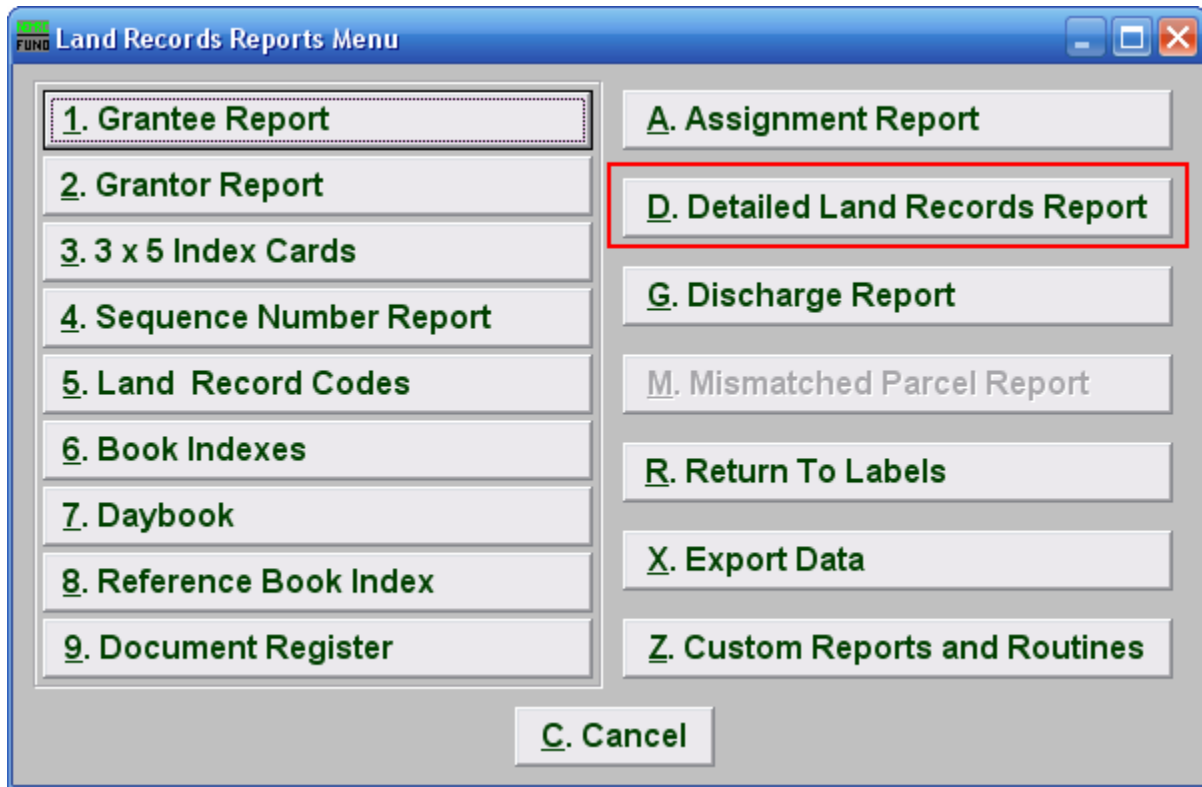 FUND Land Records Reports Menu
1. Grantee Report
2. Grantor Report
3. 3 x 5 Index Cards
4. Sequence Number Report
5. Land Record Codes
6. Book Indexes
7. Daybook
8. Reference Book Index
9. Document Register
A. Assignment Report
D. Detailed Land Records Report
G. Discharge Report
M. Mismatched Parcel Report
R. Return To Labels
X. Export Data
Z. Custom Reports and Routines
C. Cancel